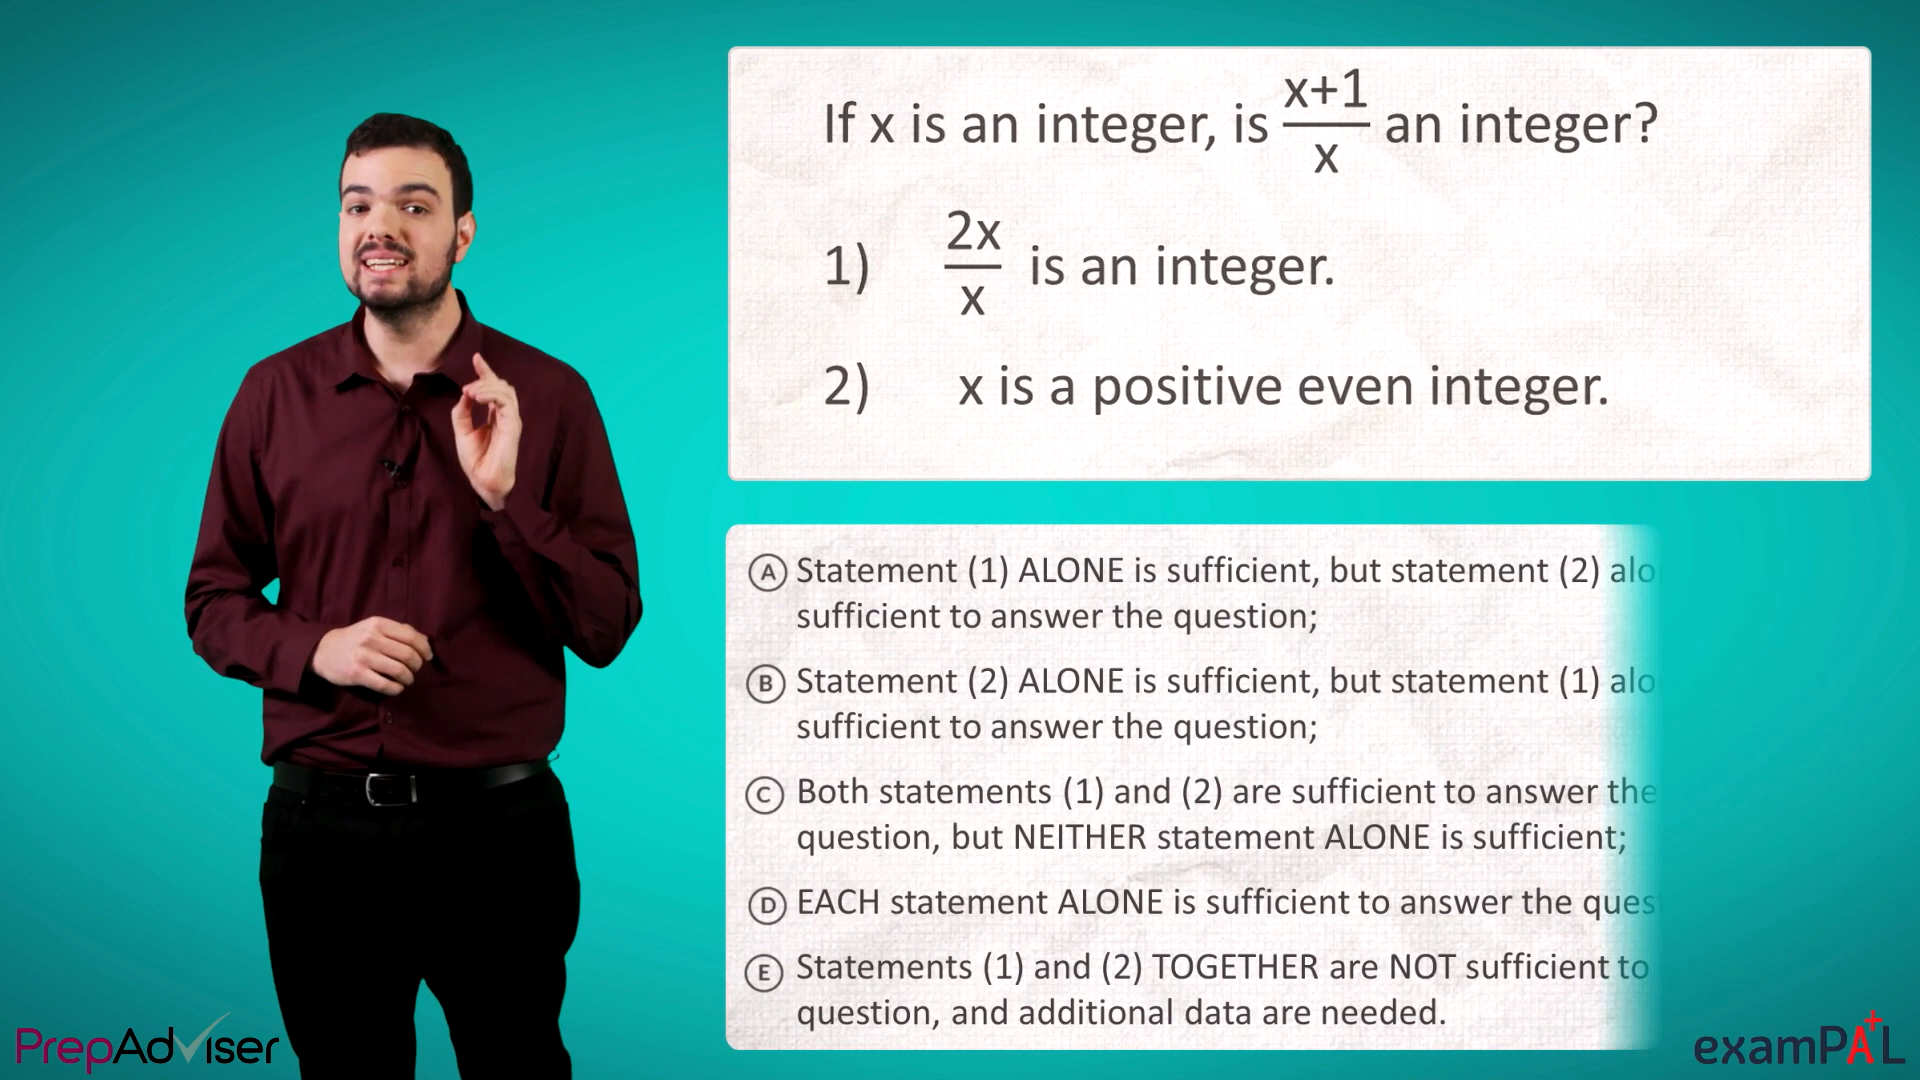 If x is an integer, is x+1/x an integer?
1) 2x/x is an integer.
2) x is a positive even integer.
A Statement (1) ALONE is sufficient, but statement (2)
sufficient to answer the question;
B Statement (2) ALONE is sufficient, but statement (1)
sufficient to answer the question;
C Both statements (1) and (2) are sufficient to answer the
question, but NEITHER statement ALONE is sufficient;
D EACH statement ALONE is sufficient to answer the
E Statements (1) and (2) TOGETHER are NOT sufficient to
question, and additional data are needed.
PrepAdviser
examPAL